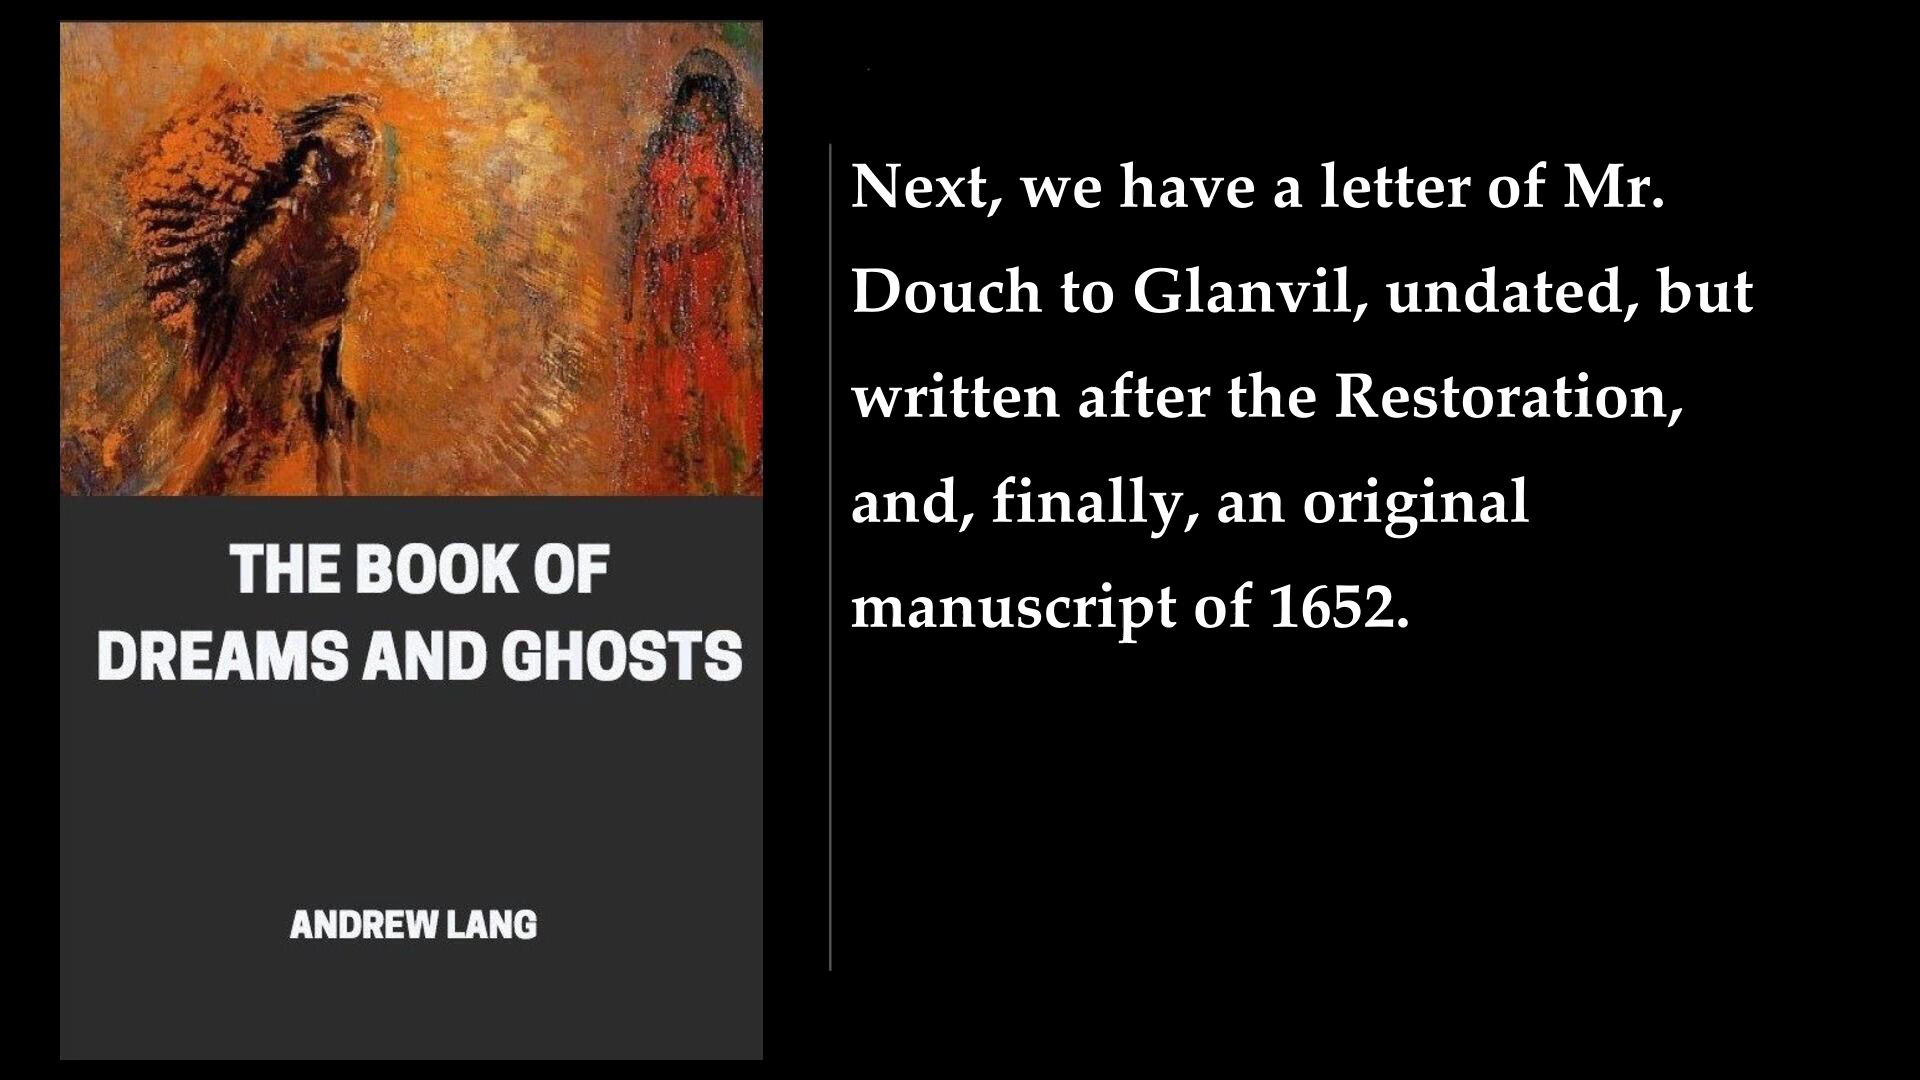 THE BOOK OF
DREAMS AND GHOSTS
ANDREW LANG
Next, we have a letter of Mr.
Douch to Glanvil, undated, but
written after the Restoration,
and, finally, an original
manuscript of 1652.